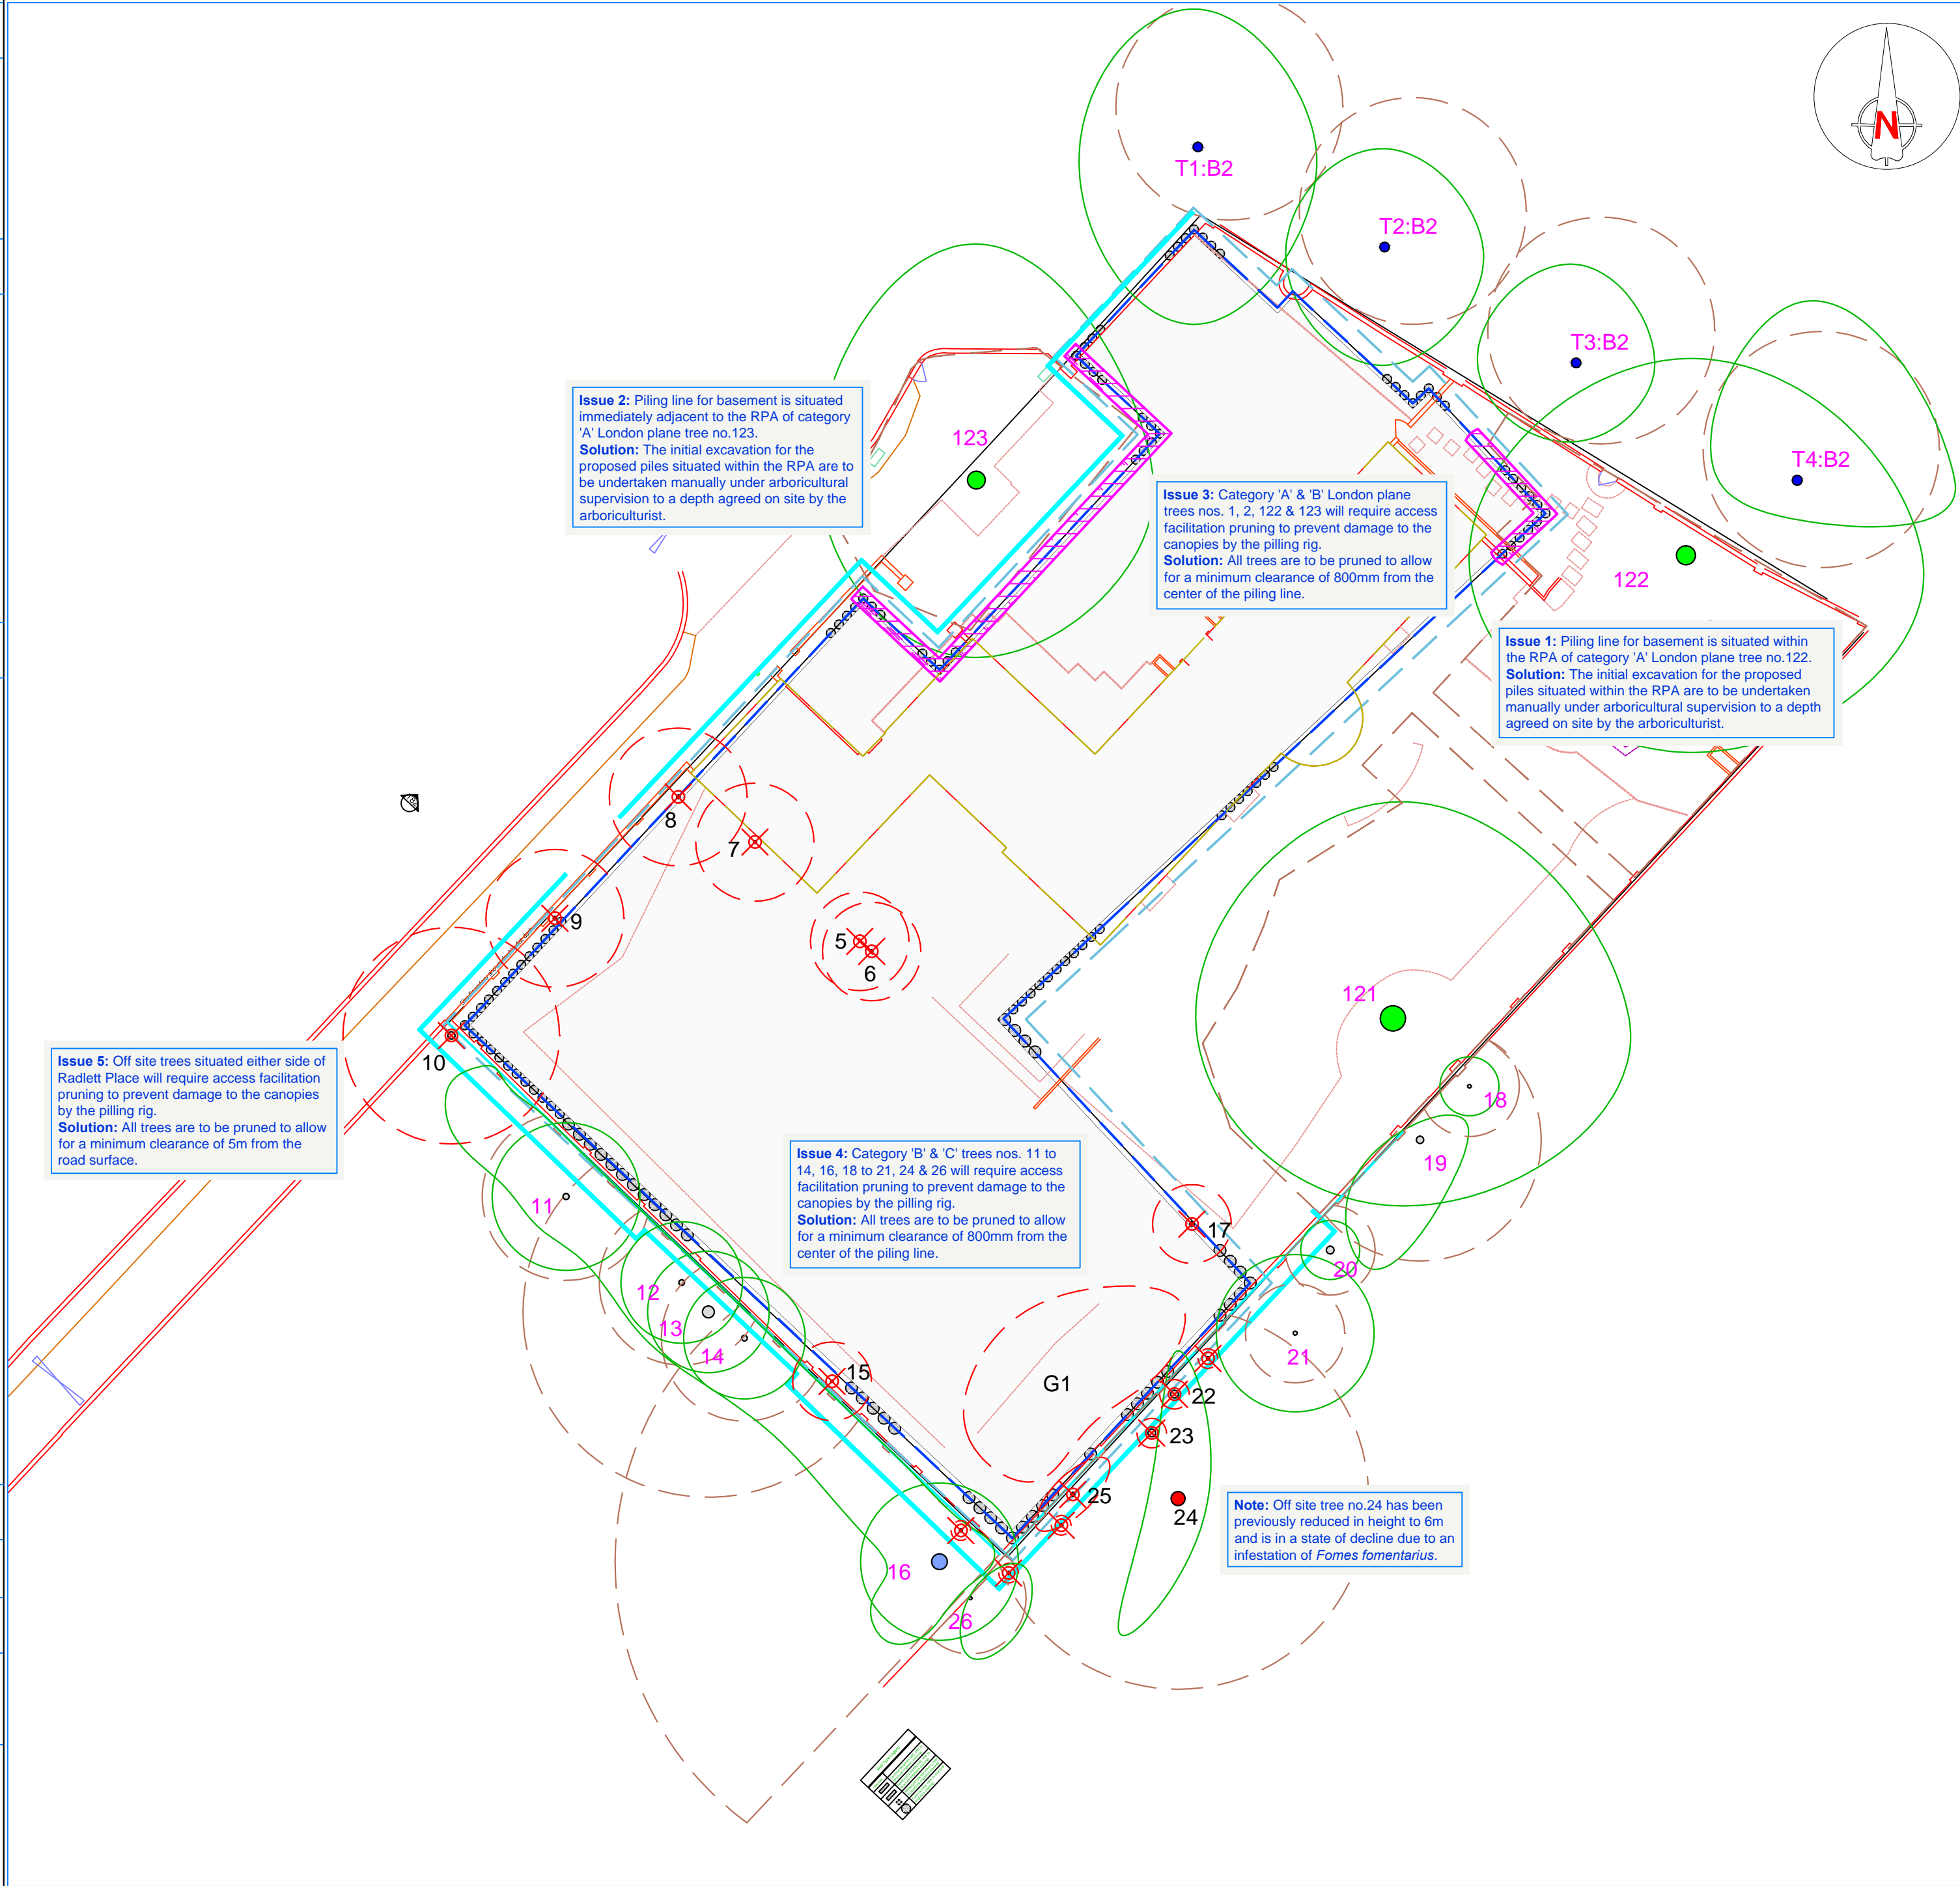 N
T1:B2
T2:B2
T3:B2
T4:B2
123
122
Issue 2: Piling line for basement is situated
immediately adjacent to the RPA of category
'A' London plane tree no.123.
Solution: The initial excavation for the
proposed piles situated within the RPA are to
be undertaken manually under arboricultural
supervision to a depth agreed on site by the
arboriculturist.
Issue 3: Category 'A' & 'B' London plane
trees nos. 1, 2, 122 & 123 will require access
facilitation pruning to prevent damage to the
canopies by the pilling rig.
Solution: All trees are to be pruned to allow
for a minimum clearance of 800mm from the
center of the piling line.
Issue 1: Piling line for basement is situated within
the RPA of category 'A' London plane tree no.122.
Solution: The initial excavation for the proposed
piles situated within the RPA are to be undertaken
manually under arboricultural supervision to a depth
agreed on site by the arboriculturist.
8
7
9
5
6
10
121
18
19
Issue 5: Off site trees situated either side of
Radlett Place will require access facilitation
pruning to prevent damage to the canopies
by the pilling rig.
Solution: All trees are to be pruned to allow
for a minimum clearance of 5m from the
road surface.
Issue 4: Category 'B' & 'C' trees nos. 11 to
14, 16, 18 to 21, 24 & 26 will require access
facilitation pruning to prevent damage to the
canopies by the pilling rig.
Solution: All trees are to be pruned to allow
for a minimum clearance of 800mm from the
center of the piling line.
11
17
20
12
13
14
21
15
G1
22
23
25
24
Note: Off site tree no.24 has been
previously reduced in height to 6m
and is in a state of decline due to an
infestation of Fomes fomentarius.
16
26